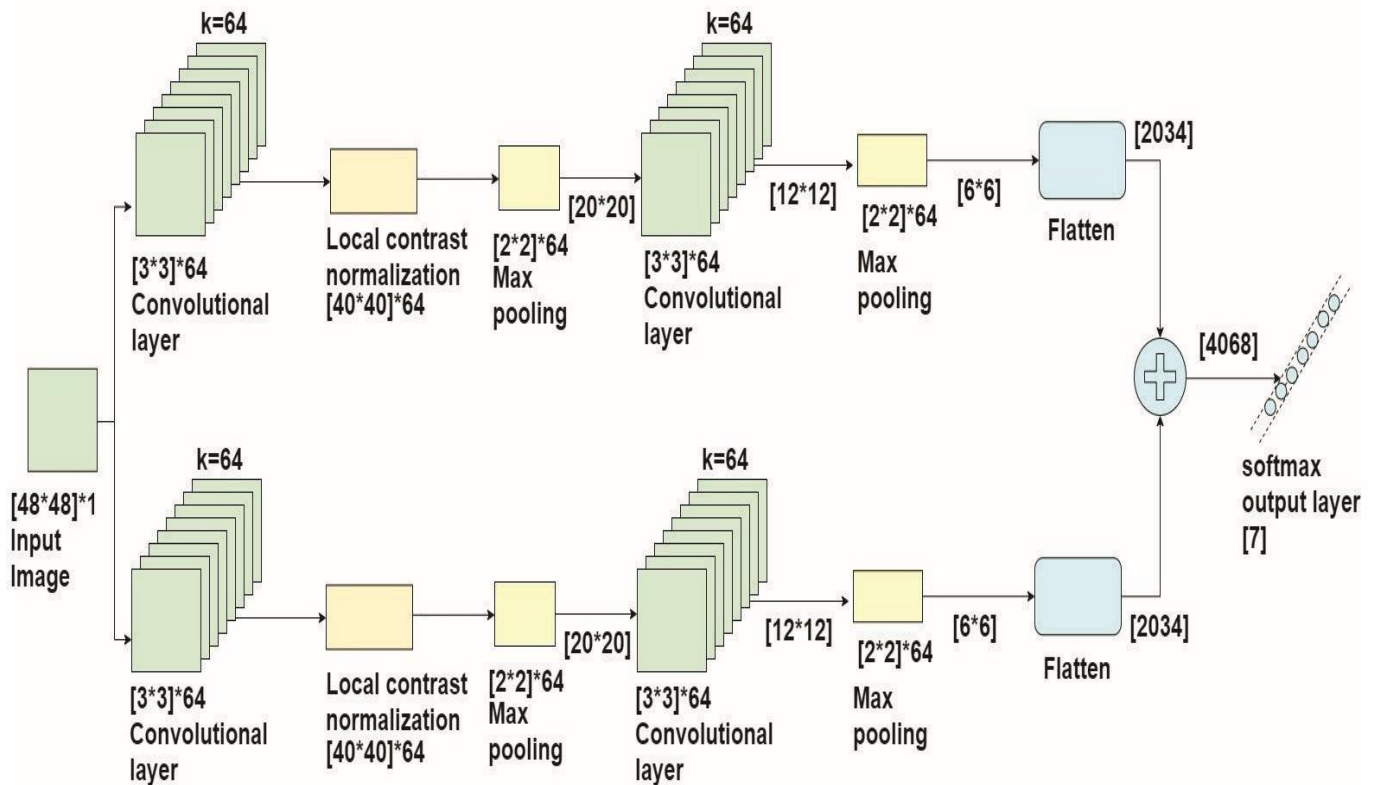 k=64
[3*3]*64
Convolutional
layer
Local contrast
normalization
[40*40]*64
[2*2]*64
Max
pooling
[20*20]
k=64
[3*3]*64
Convolutional
layer
[12*12]
[2*2]*64
Max
pooling
[6*6]
Flatten
[2034]
[48*48]*1
Input
Image
[4068]
softmax
output layer
[7]
k=64
[3*3]*64
Convolutional
layer
Local contrast
normalization
[40*40]*64
[2*2]*64
Max
pooling
[20*20]
k=64
[3*3]*64
Convolutional
layer
[12*12]
[2*2]*64
Max
pooling
[6*6]
Flatten
[2034]